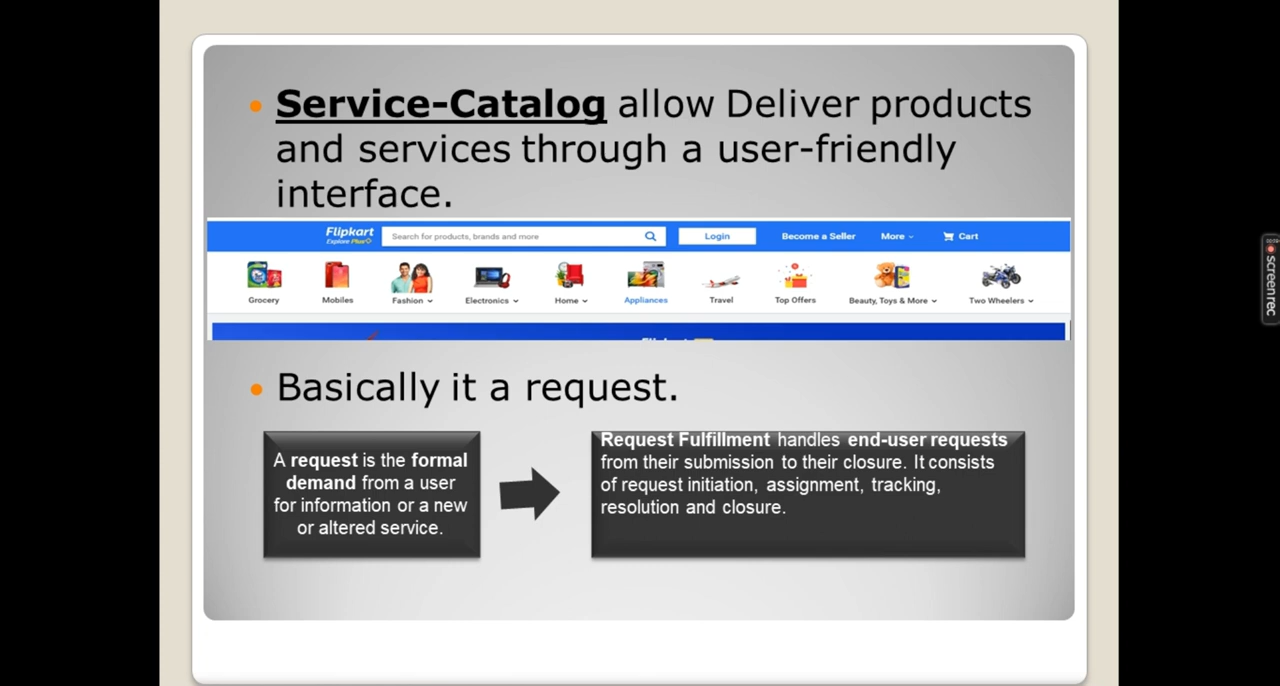 Service-Catalog allow Deliver products
and services through a user-friendly
interface.
Flipkart
Explore Plus
Search for products, brands and more
Login
Become a Seller
More
Cart
Grocery
Mobiles
Fashion
Electronics
Home
Appliances
Travel
Top Offers
Beauty, Toys & More
Two Wheelers
Basically it a request.
A request is the formal
demand from a user
for information or a new
or altered service.
Request Fulfillment handles end-user requests
from their submission to their closure. It consists
of request initiation, assignment, tracking,
resolution and closure.
screenrec